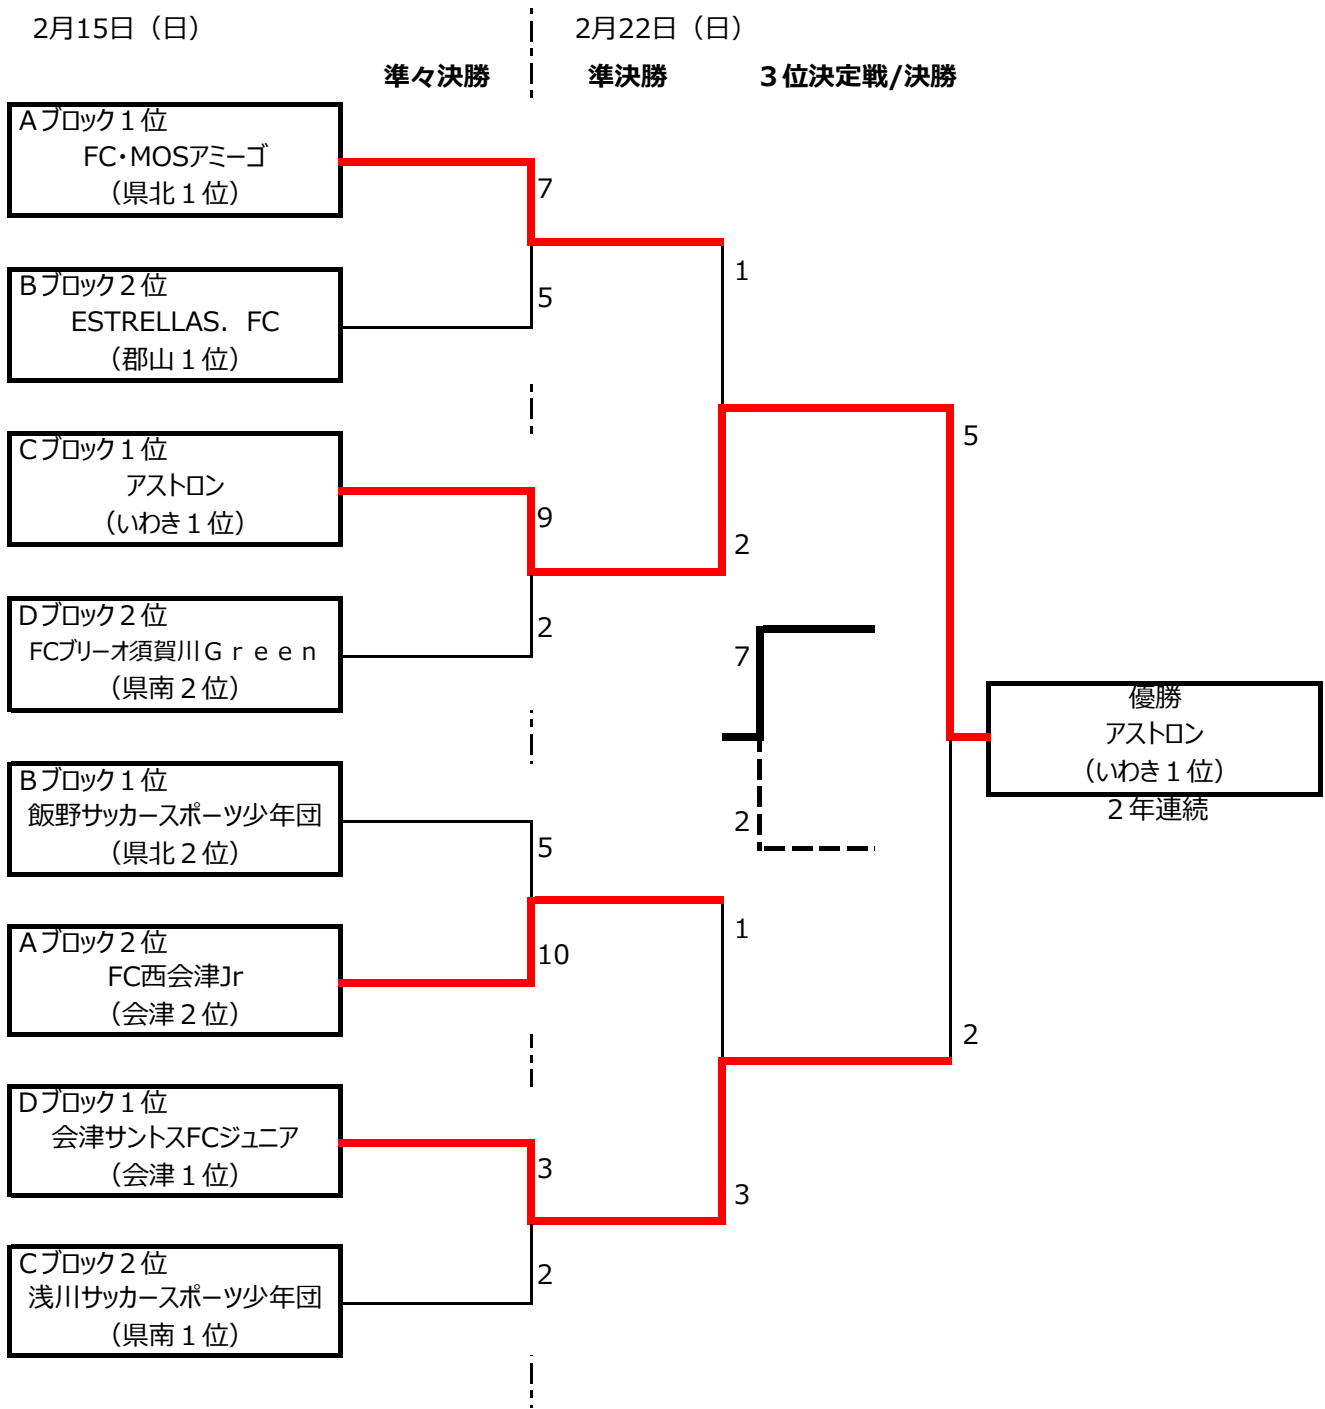 2月15日（日）
2月22日（日）
準々決勝
準決勝
３位決定戦/決勝
Ａブロック１位
FC・MOSアミーゴ
（県北１位）
7
1
Ｂブロック２位
ESTRELLAS．FC
（郡山１位）
5
Ｃブロック１位
アストロン
（いわき１位）
9
2
5
Ｄブロック２位
FCブリーオ須賀川Ｇｒｅｅｎ
（県南２位）
2
7
2
優勝
アストロン
（いわき１位）
２年連続
Ｂブロック１位
飯野サッカースポーツ少年団
（県北２位）
5
1
Ａブロック２位
FC西会津Jr
（会津２位）
10
2
Ｄブロック１位
会津サントスFCジュニア
（会津１位）
3
3
Ｃブロック２位
浅川サッカースポーツ少年団
（県南１位）
2